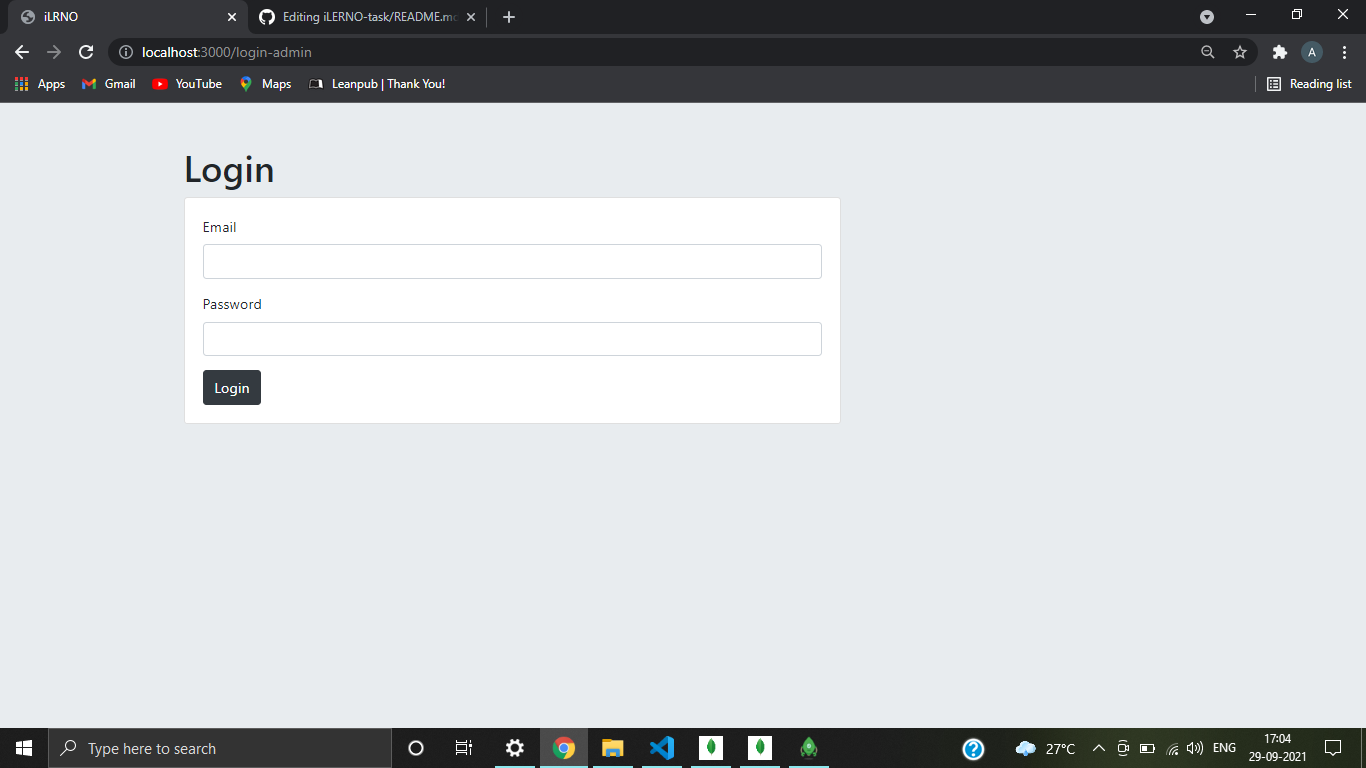 iLRNO
Editing iLERNO-task/README.mc
localhost:3000/login-admin
A
Apps
Gmail
YouTube
Maps
Leanpub | Thank You!
Reading list
Login
Email
Password
Login
Type here to search
27°C
ENG
17:04
29-09-2021